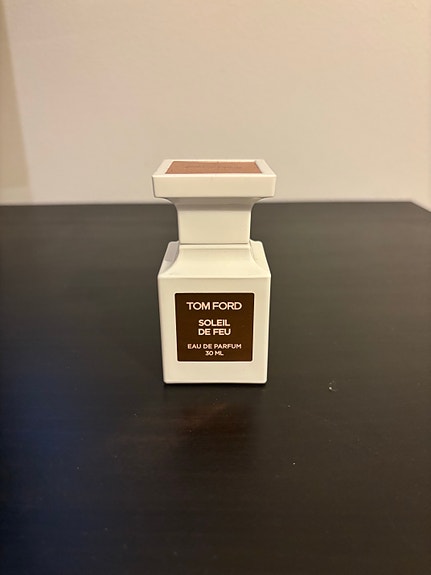 TOM FORD
SOLEIL
DE FEU
EAU DE PARFUM
30 ML